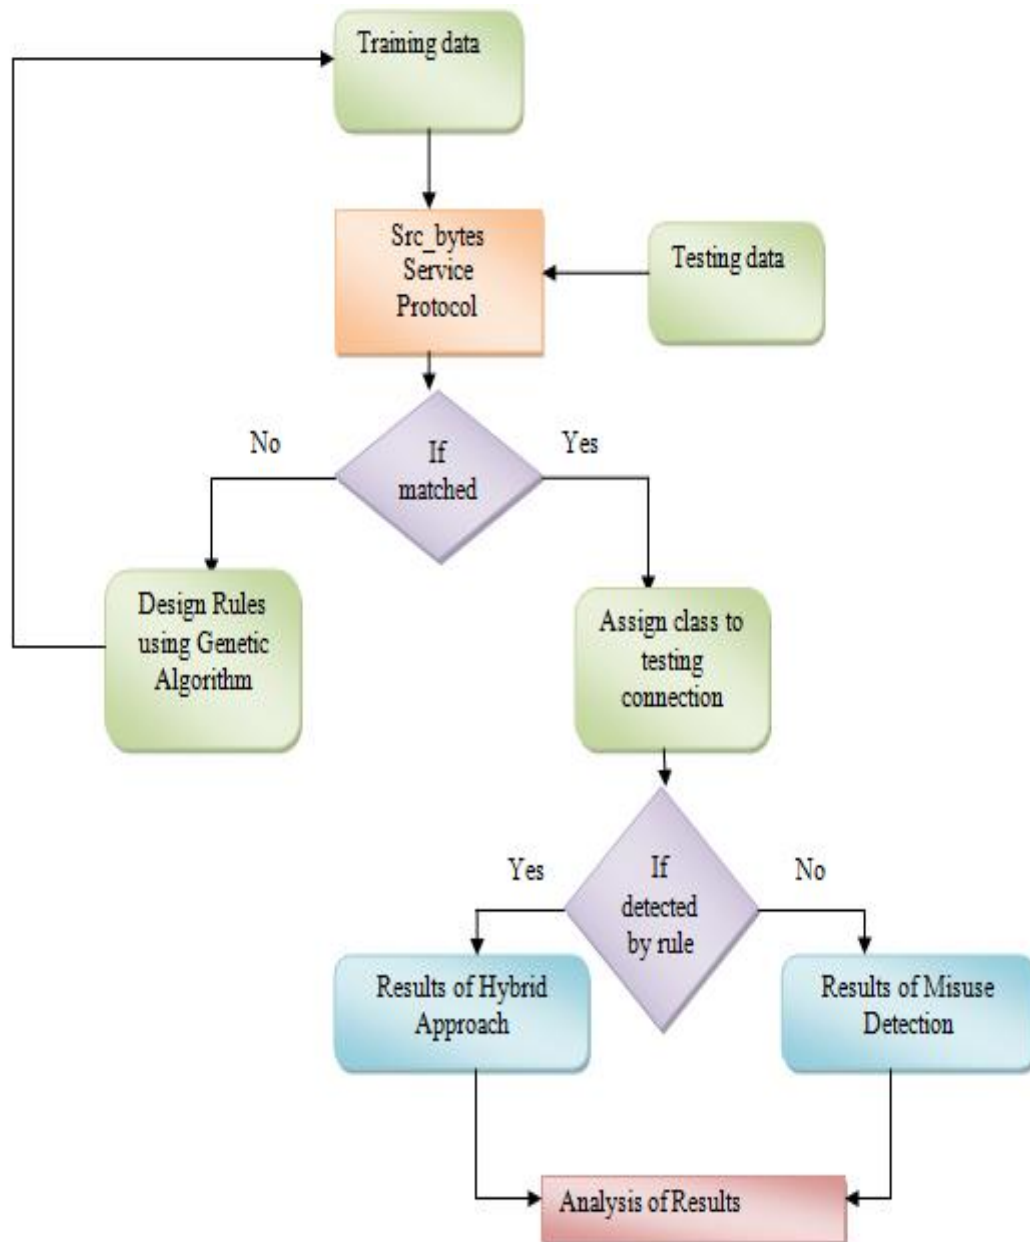 Training data
Src_bytes
Service
Protocol
Testing data
No
If
matched
Yes
Design Rules
using Genetic
Algorithm
Assign class to
testing
connection
Yes
If
detected
by rule
No
Results of Hybrid
Approach
Results of Misuse
Detection
Analysis of Results